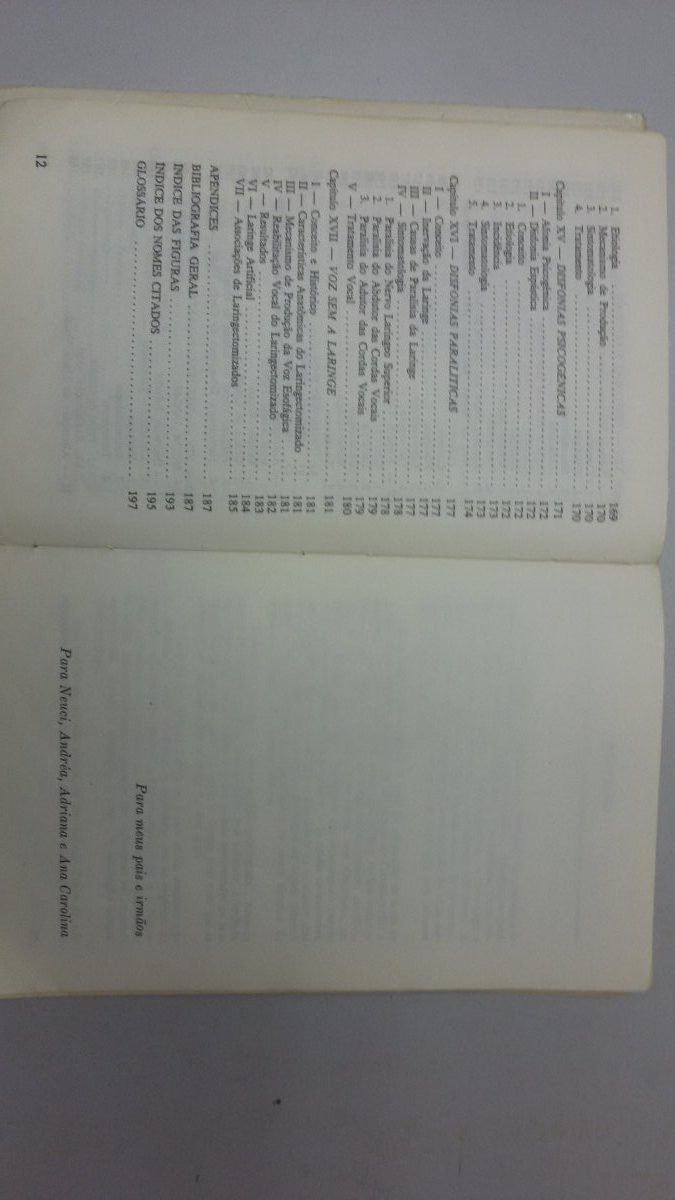 1. Etiologia ........ 169
2. Mecanismo de Produção ........ 170
3. Sintomatologia ........ 170
4. Tratamento ........ 170
Capítulo XV — DISFONIAS PSICOGENICAS ........ 171
I — Afonia Psicogênica ........ 172
II — Disfonia Espástica ........ 172
1. Conceito ........ 172
2. Etiologia ........ 172
3. Incidência ........ 173
4. Sintomatologia ........ 173
5. Tratamento ........ 174
Capítulo XVI — DISFONIAS PARALITICAS ........ 177
I — Conceito ........ 177
II — Inervação da Laringe ........ 177
III — Causas de Paralisia da Laringe ........ 177
IV — Sintomatologia ........ 178
1. Paralisia do Nervo Laríngeo Superior ........ 178
2. Paralisia do Abdutor das Cordas Vocais ........ 179
3. Paralisia do Adutor das Cordas Vocais ........ 179
V — Tratamento Vocal ........ 180
Capítulo XVII — VOZ SEM A LARINGE ........ 181
I — Conceito e Histórico ........ 181
II — Características Anatômicas do Laringectomizado ........ 181
III — Mecanismo de Produção da Voz Esofágica ........ 181
IV — Reabilitação Vocal do Laringectomizado ........ 182
V — Resultados ........ 183
VI — Laringe Artificial ........ 184
VII — Associações de Laringectomizados ........ 185
APENDICES ........ 187
BIBLIOGRAFIA GERAL ........ 187
INDICE DAS FIGURAS ........ 193
INDICE DOS NOMES CITADOS ........ 195
GLOSSARIO ........ 197
12
Para meus pais e irmãos
Para Neuci, Andréa, Adriana e Ana Carolina